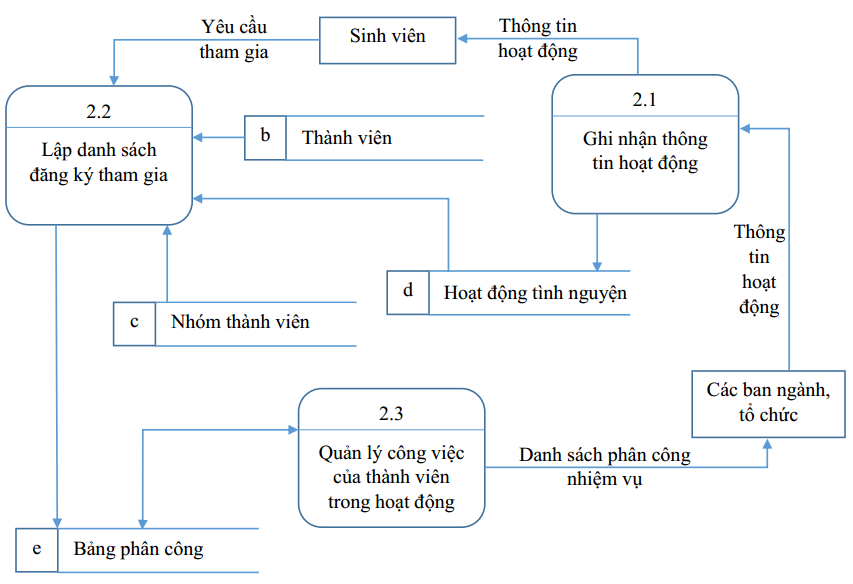 Yêu cầu
tham gia
Sinh viên
Thông tin
hoạt động
2.2
Lập danh sách
đăng ký tham gia
b
Thành viên
2.1
Ghi nhận thông
tin hoạt động
Thông
tin
hoạt
động
d
Hoạt động tình nguyện
c
Nhóm thành viên
Các ban ngành,
tổ chức
2.3
Quản lý công việc
của thành viên
trong hoạt động
Danh sách phân công
nhiệm vụ
e
Bảng phân công